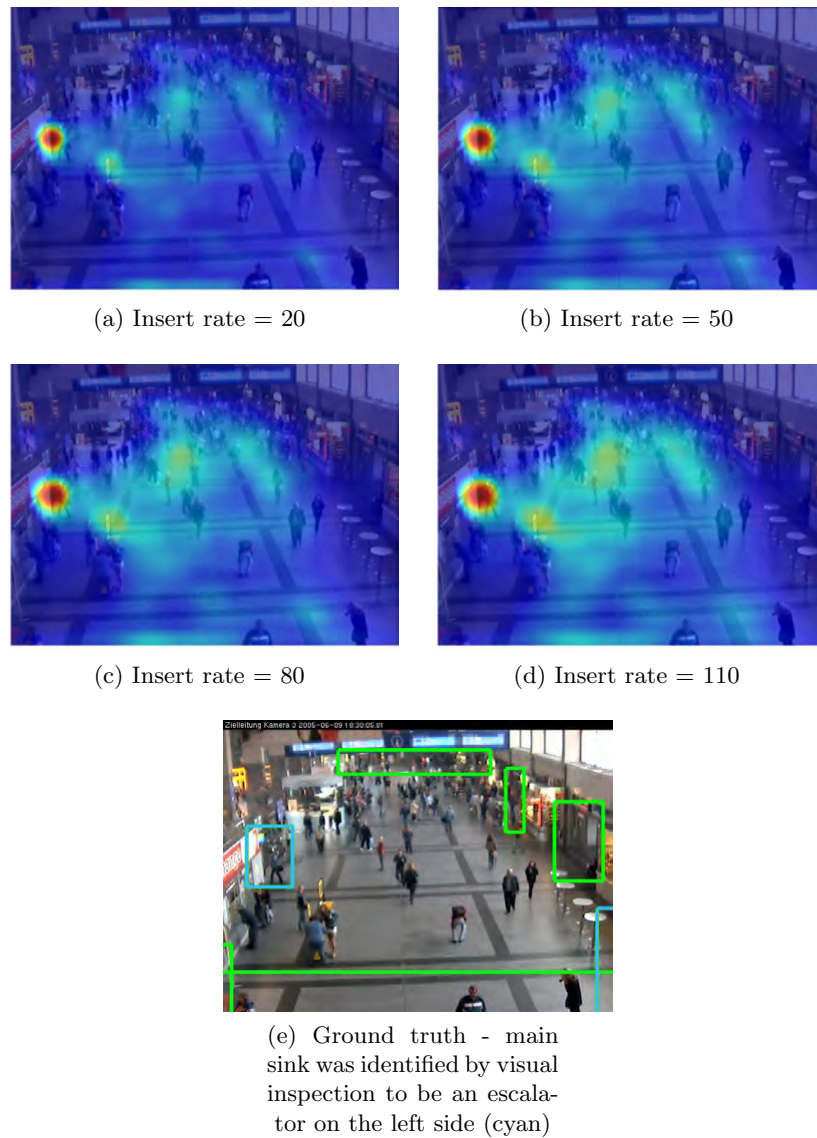 (a) Insert rate = 20
(b) Insert rate = 50
(c) Insert rate = 80
(d) Insert rate = 110
Zielleitung Kamera 3 2005-06-09 18:30:05.81
(e) Ground truth - main
sink was identified by visual
inspection to be an escala-
tor on the left side (cyan)